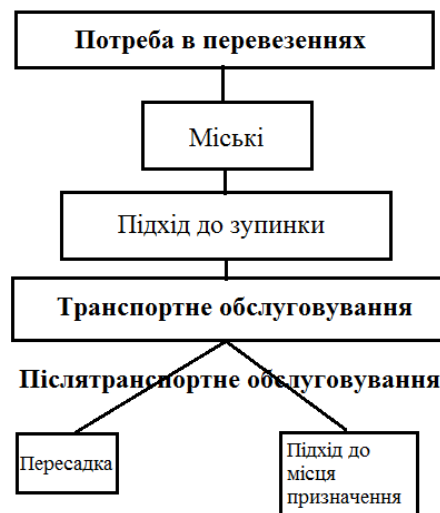 Потреба в перевезеннях
Міські
Підхід до зупинки
Транспортне обслуговування
Післятранспортне обслуговування
Пересадка
Підхід до
місця
призначення